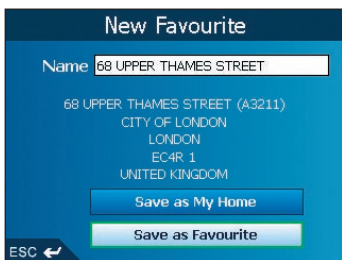 New Favourite
Name 68 UPPER THAMES STREET
68 UPPER THAMES STREET (A3211)
CITY OF LONDON
LONDON
EC4R 1
UNITED KINGDOM
Save as My Home
Save as Favourite
ESC